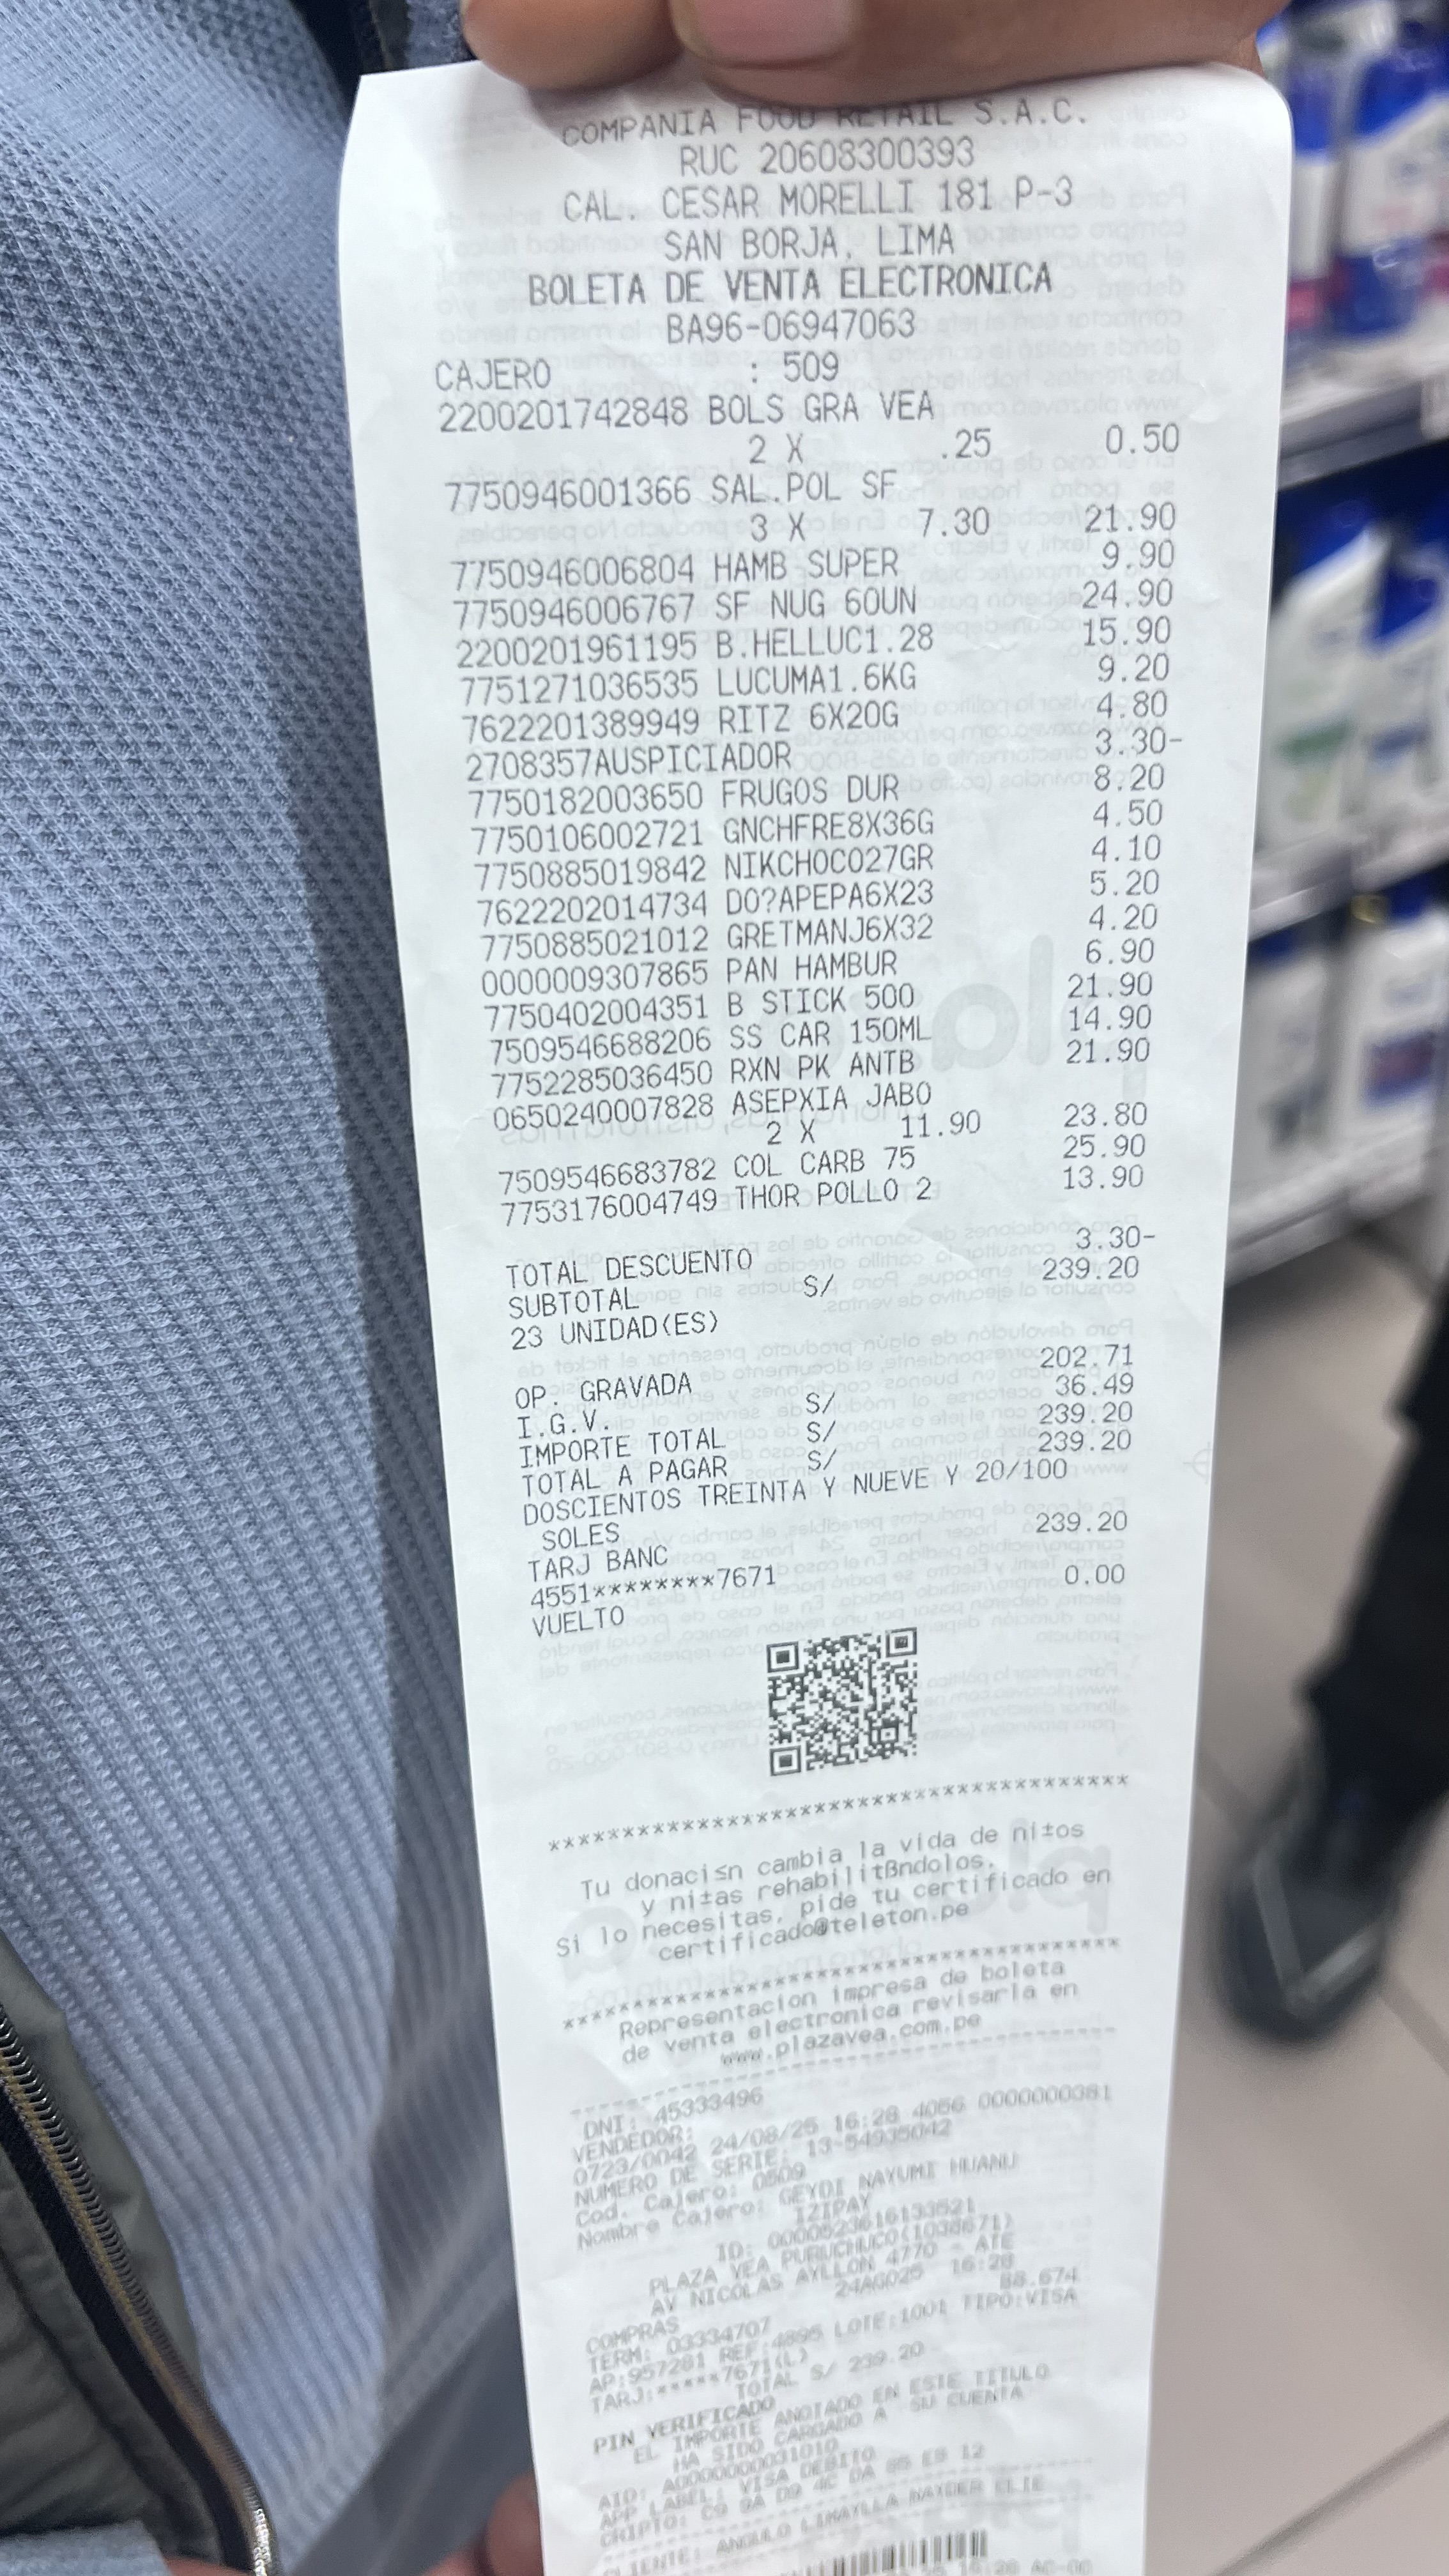 COMPANIA FOOD RETAIL S.A.C.
RUC 20608300393
CAL. CESAR MORELLI 181 P-3
SAN BORJA, LIMA
BOLETA DE VENTA ELECTRONICA
BA96-06947063
CAJERO : 509
2200201742848 BOLS GRA VEA
2 X .25 0.50
7750946001366 SAL.POL SF
3 X 7.30 21.90
7750946006804 HAMB SUPER 9.90
7750946006767 SF NUG 60UN 24.90
2200201961195 B.HELLUC1.28 15.90
7751271036535 LUCUMA1.6KG 9.20
7622201389949 RITZ 6X20G 4.80
2708357AUSPICIADOR 3.30-
7750182003650 FRUGOS DUR 8.20
7750106002721 GNCHFRE8X36G 4.50
7750885019842 NIKCHOCO27GR 4.10
7622202014734 DO?APEPA6X23 5.20
7750885021012 GRETMANJ6X32 4.20
0000009307865 PAN HAMBUR 6.90
7750402004351 B STICK 500 21.90
7509546688206 SS CAR 150ML 14.90
7752285036450 RXN PK ANTB 21.90
0650240007828 ASEPXIA JABO
2 X 11.90 23.80
7509546683782 COL CARB 75 25.90
7753176004749 THOR POLLO 2 13.90
TOTAL DESCUENTO 3.30-
SUBTOTAL S/ 239.20
23 UNIDAD(ES)
OP. GRAVADA 202.71
I.G.V. S/ 36.49
IMPORTE TOTAL S/ 239.20
TOTAL A PAGAR S/ 239.20
DOSCIENTOS TREINTA Y NUEVE Y 20/100
SOLES
TARJ BANC 239.20
4551********7671
VUELTO 0.00
***************************************
Tu donaci≤n cambia la vida de ni±os
y ni±as rehabilitßndolos.
Si lo necesitas, pide tu certificado en
certificado@teleton.pe
***************************************
Representacion impresa de boleta
de venta electronica revisarla en
www.plazavea.com.pe
DNI: 45333496
VENDEDOR:
0723/0042 24/08/25 16:28 4056 0000000381
NUMERO DE SERIE: 13-54935042
Cod. Cajero: 0509
Nombre Cajero: GEYDI NAYUMI HUANU
IZIPAY
ID: 0000523616133521
PLAZA VEA PURUCHUCO(1038671)
AV NICOLAS AYLLON 4770 - ATE
24AGO25 16:28
COMPRAS 88.674
TERM: 03334707
AP:957281 REF:4895 LOTE:1001 TIPO:VISA
TARJ:*****7671(L)
TOTAL S/ 239.20
PIN VERIFICADO
EL IMPORTE ANOTADO EN ESTE TITULO
HA SIDO CARGADO A SU CUENTA
AID: A0000000031010
APP LABEL: VISA DEBITO
CRIPTO: C9 9A D9 4C DA